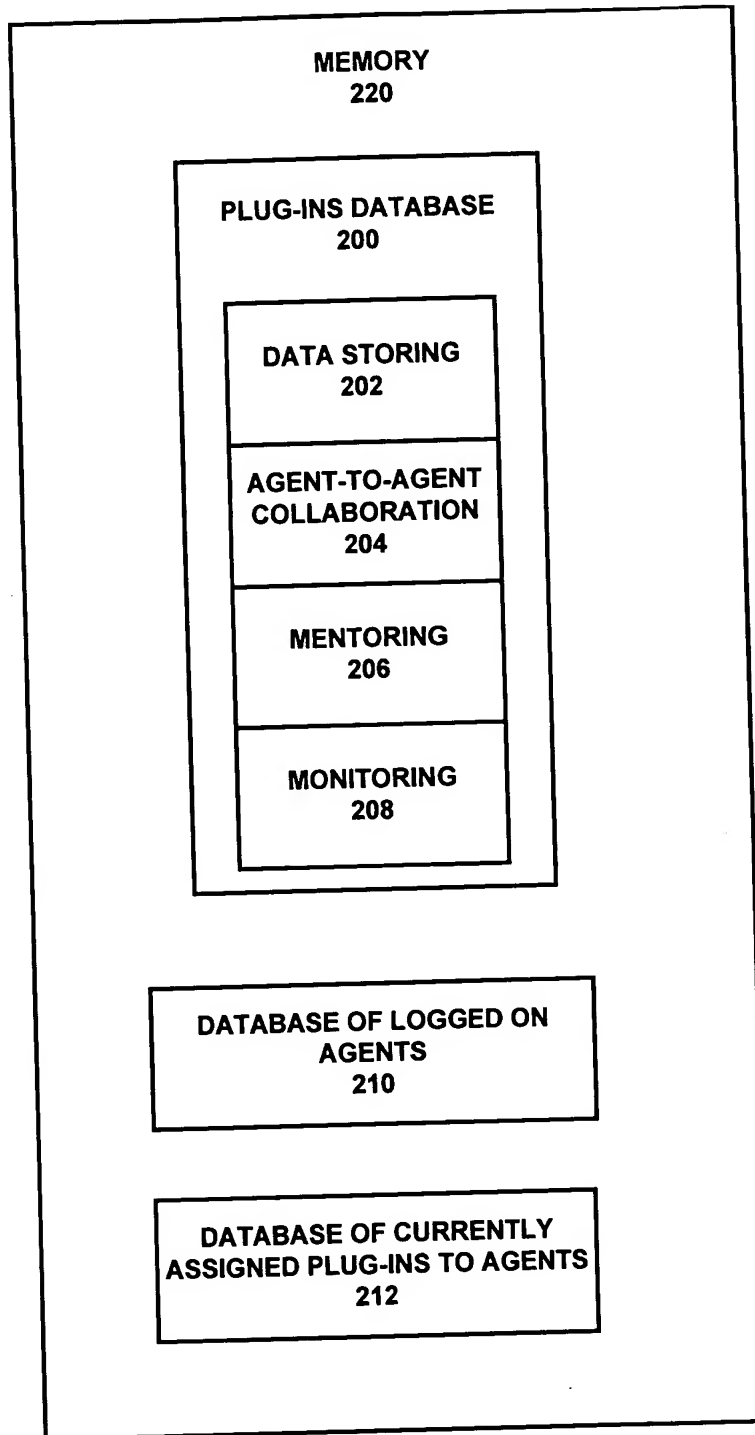 MEMORY
220
PLUG-INS DATABASE
200
DATA STORING
202
AGENT-TO-AGENT
COLLABORATION
204
MENTORING
206
MONITORING
208
DATABASE OF LOGGED ON
AGENTS
210
DATABASE OF CURRENTLY
ASSIGNED PLUG-INS TO AGENTS
212